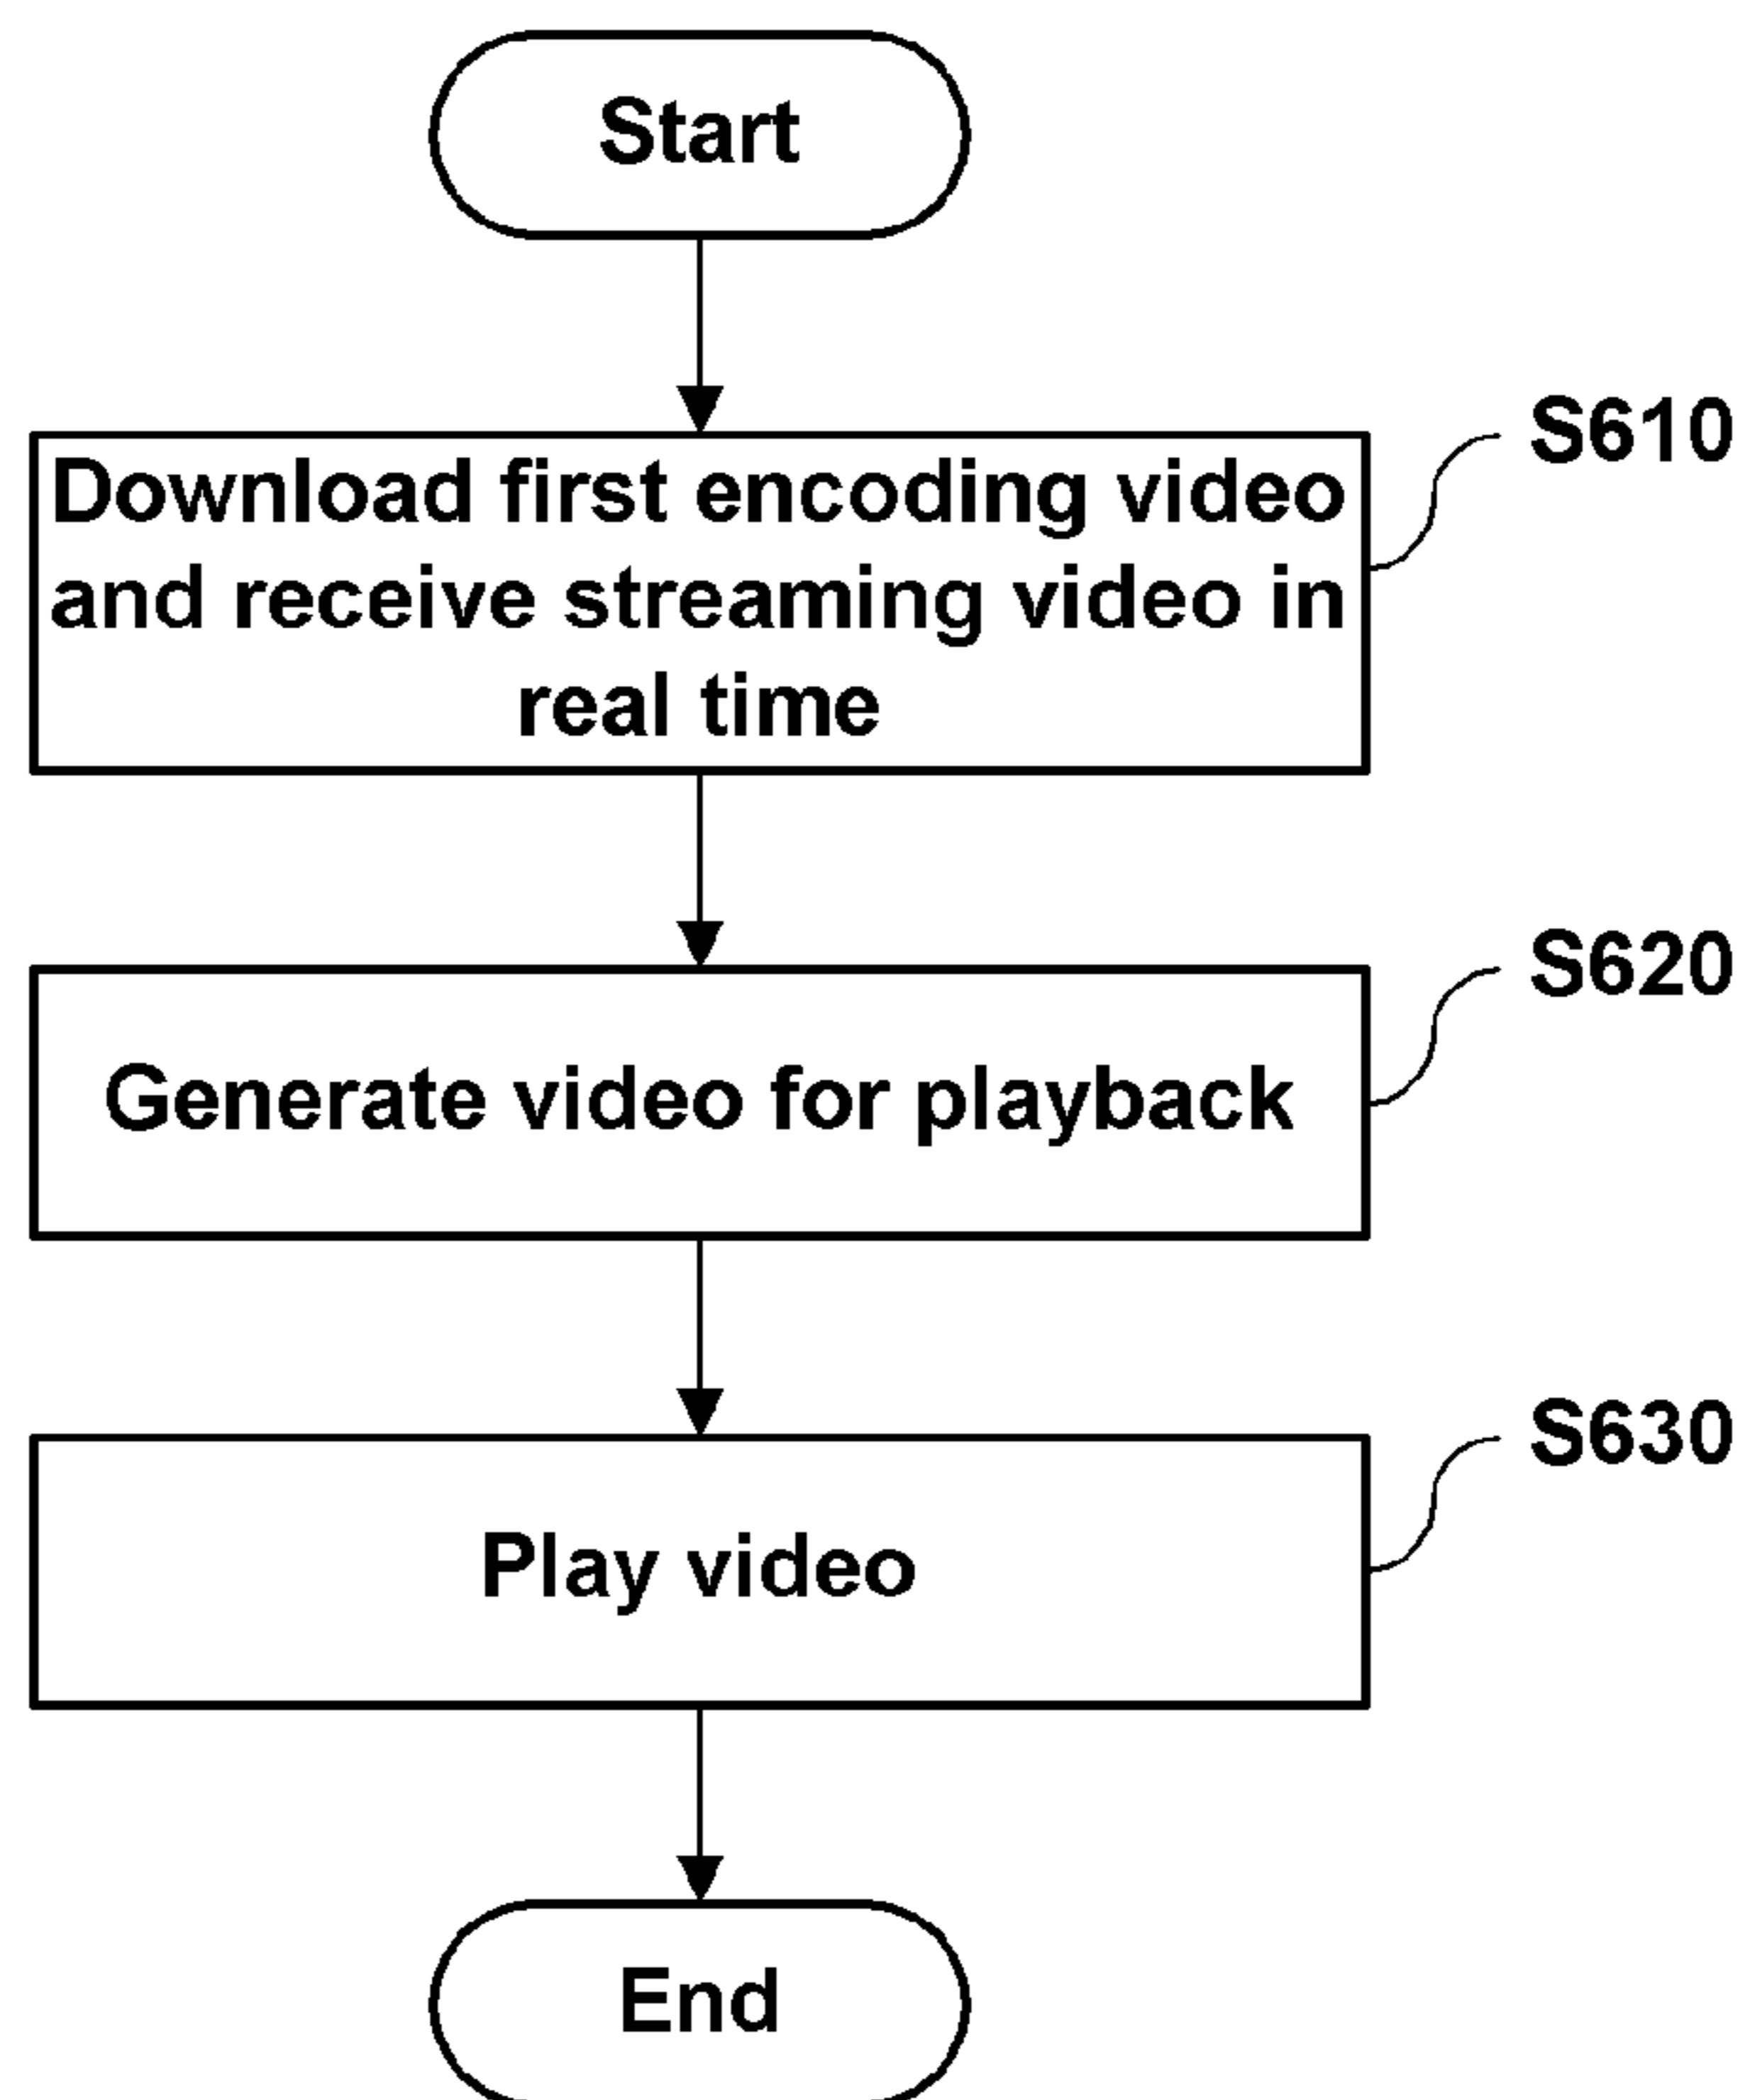 Start
S610
Download first encoding video
and receive streaming video in
real time
S620
Generate video for playback
S630
Play video
End